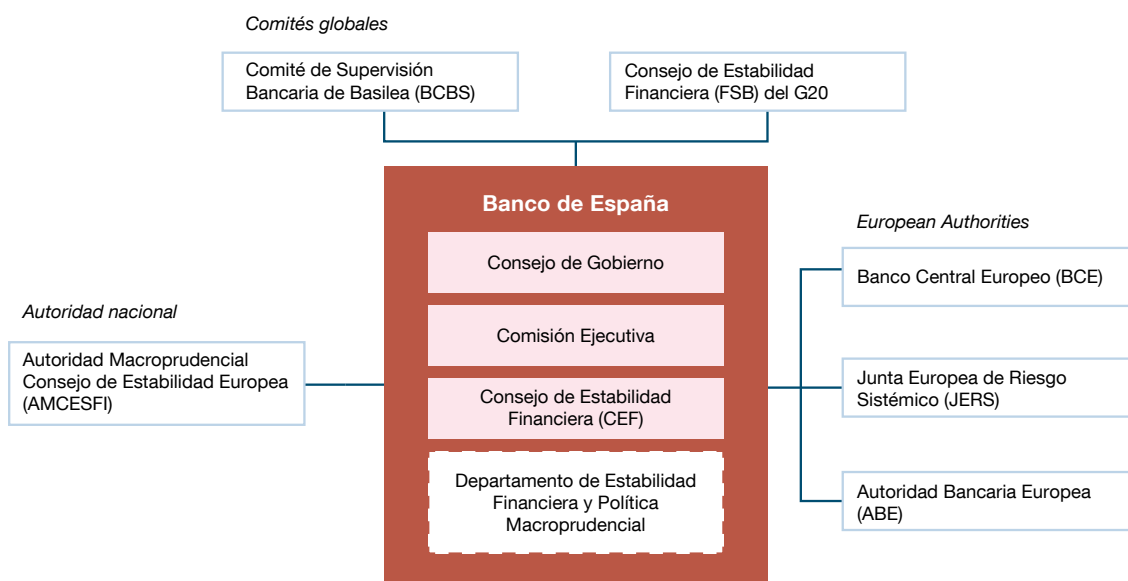 Comités globales
Comité de Supervisión
Bancaria de Basilea (BCBS)
Consejo de Estabilidad
Financiera (FSB) del G20
Banco de España
Consejo de Gobierno
Comisión Ejecutiva
Consejo de Estabilidad
Financiera (CEF)
Departamento de Estabilidad
Financiera y Política
Macroprudencial
Autoridad nacional
Autoridad Macroprudencial
Consejo de Estabilidad Europea
(AMCESFI)
European Authorities
Banco Central Europeo (BCE)
Junta Europea de Riesgo
Sistémico (JERS)
Autoridad Bancaria Europea
(ABE)